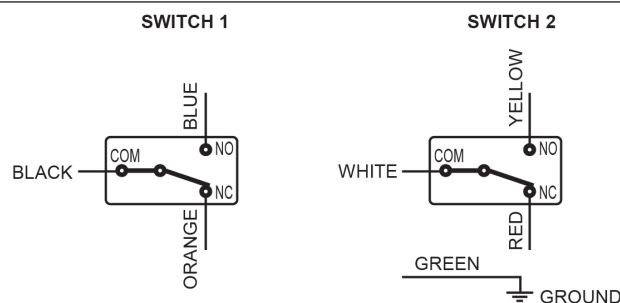 SWITCH 1
SWITCH 2
BLUE
COM
NO
BLACK
NC
ORANGE
YELLOW
COM
NO
WHITE
NC
RED
GREEN
GROUND